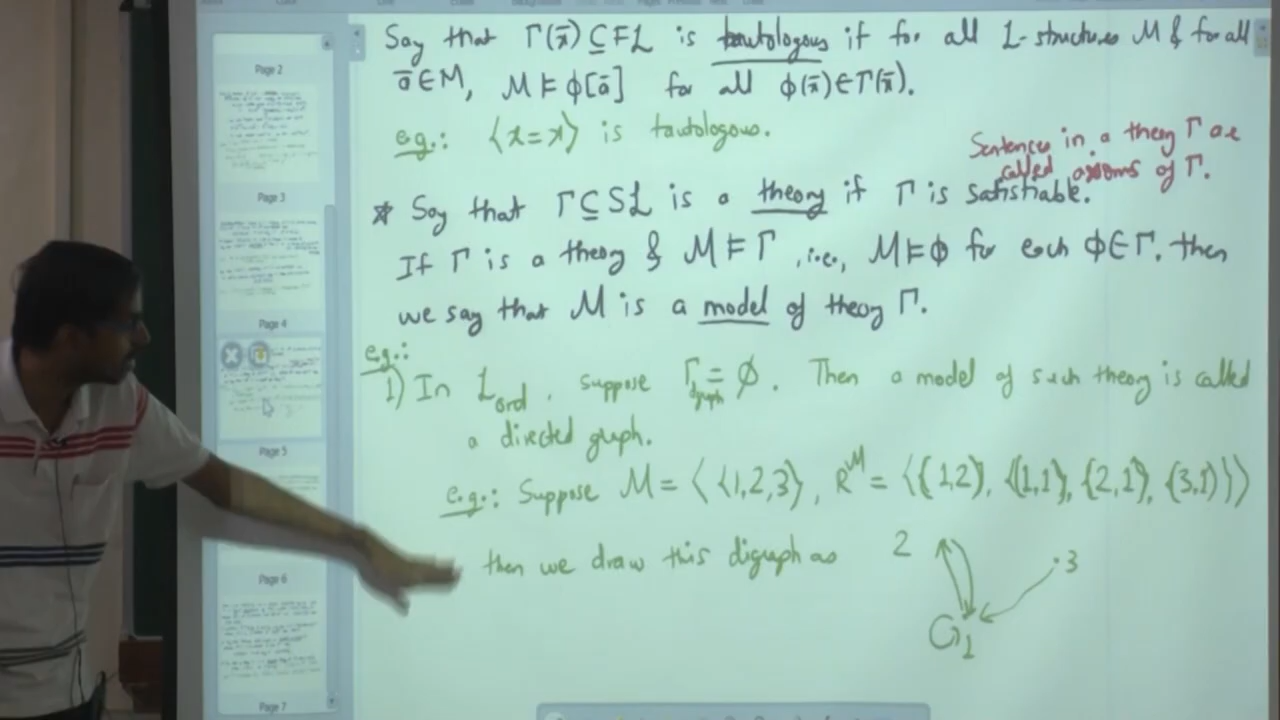 Say that Γ(x̄) ⊆ FL is tautologous if for all L-structures M & for all
ā∈M, M ⊨ φ[ā] for all φ(x̄)∈Γ(x̄).
e.g.: {x=x} is tautologous.
Sentences in a theory Γ are
called axioms of Γ.
* Say that Γ⊆SL is a theory if Γ is satisfiable.
If Γ is a theory & M⊨Γ, i.e., M⊨φ for each φ∈Γ, then
we say that M is a model of theory Γ.
e.g.:
1) In L_ord, suppose Γ_dgraph = ∅. Then a model of such theory is called
a directed graph.
e.g.: Suppose M = ⟨{1,2,3}, R^M = {(1,2), (1,1), (2,1), (3,1)}⟩
then we draw this digraph as
2
3
1
Page 2
Page 3
Page 4
Page 5
Page 6
Page 7